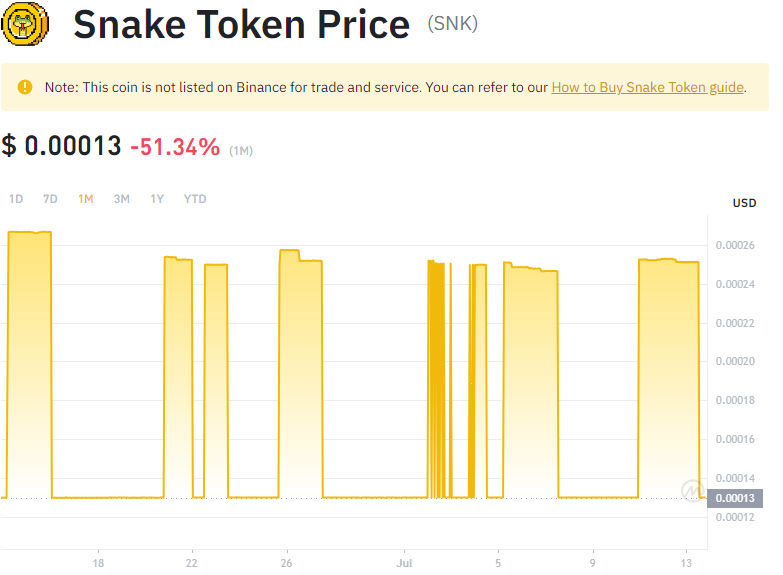 Snake Token Price (SNK)
Note: This coin is not listed on Binance for trade and service. You can refer to our How to Buy Snake Token guide.
$ 0.00013 -51.34% (1M)
1D 7D 1M 3M 1Y YTD
USD
0.00026
0.00024
0.00022
0.00020
0.00018
0.00016
0.00014
0.00013
0.00012
18 22 26 Jul 5 9 13